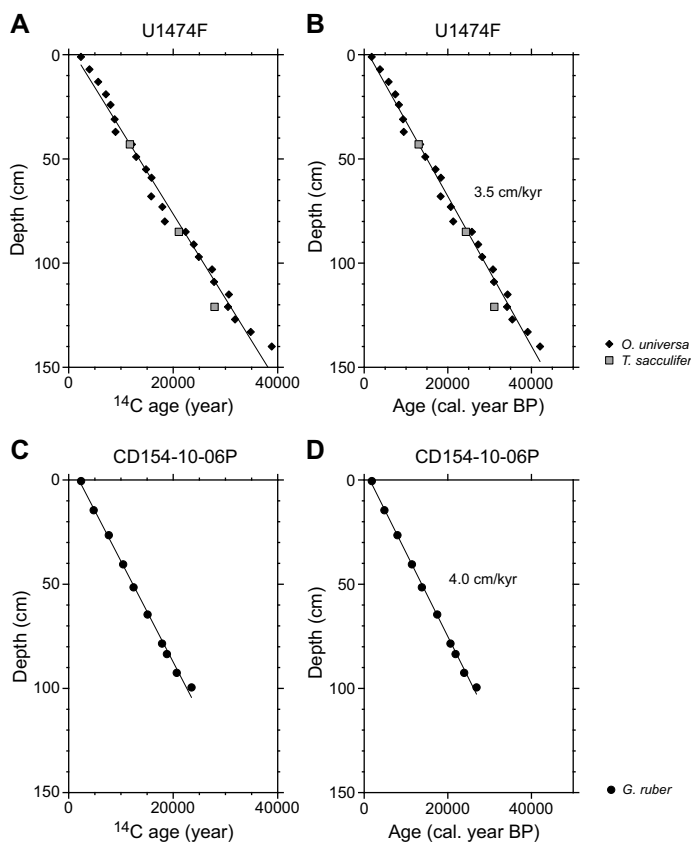 A
U1474F
0
50
100
150
Depth (cm)
0
20000
40000
¹⁴C age (year)
B
U1474F
0
50
100
150
Depth (cm)
3.5 cm/kyr
0
20000
40000
Age (cal. year BP)
O. universa
T. sacculifer
C
CD154-10-06P
0
50
100
150
Depth (cm)
0
20000
40000
¹⁴C age (year)
D
CD154-10-06P
0
50
100
150
Depth (cm)
4.0 cm/kyr
0
20000
40000
Age (cal. year BP)
G. ruber